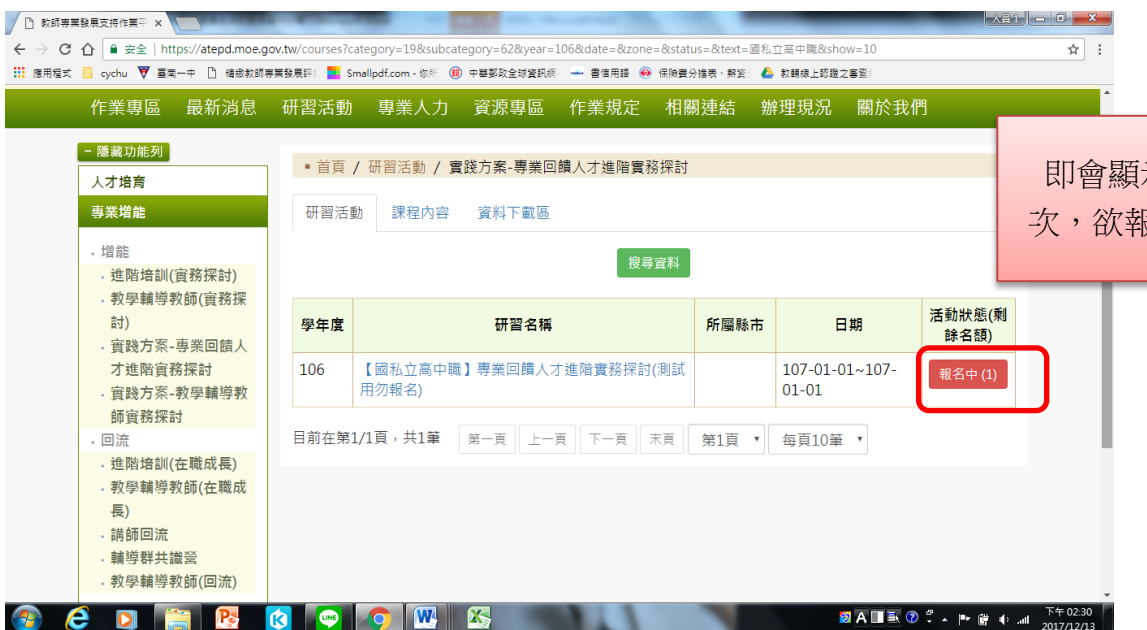 教師專業發展支持作業平
人員1
安全 | https://atepd.moe.gov.tw/courses?category=19&subcategory=62&year=106&date=&zone=&status=&text=國私立高中職&show=10
應用程式 cychu 臺南一中 精緻教師專業發展評 Smallpdf.com - 你所 中華郵政全球資訊網 書信用語 保險費分擔表、薪資 教師線上認證之審查
作業專區 最新消息 研習活動 專業人力 資源專區 作業規定 相關連結 辦理現況 關於我們
- 隱藏功能列
人才培育
專業增能
. 增能
. 進階培訓(實務探討)
. 教學輔導教師(實務探
討)
. 實踐方案-專業回饋人
才進階實務探討
. 實踐方案-教學輔導教
師實務探討
. 回流
. 進階培訓(在職成長)
. 教學輔導教師(在職成
長)
. 講師回流
. 輔導群共識營
. 教學輔導教師(回流)
首頁 / 研習活動 / 實踐方案-專業回饋人才進階實務探討
研習活動 課程內容 資料下載區
搜尋資料
學年度 研習名稱 所屬縣市 日期 活動狀態(剩
餘名額)
106 【國私立高中職】專業回饋人才進階實務探討(測試
用勿報名)
107-01-01~107-
01-01
報名中 (1)
目前在第1/1頁，共1筆 第一頁 上一頁 下一頁 末頁 第1頁 每頁10筆
即會顯
次，欲報
下午 02:30
2017/12/13